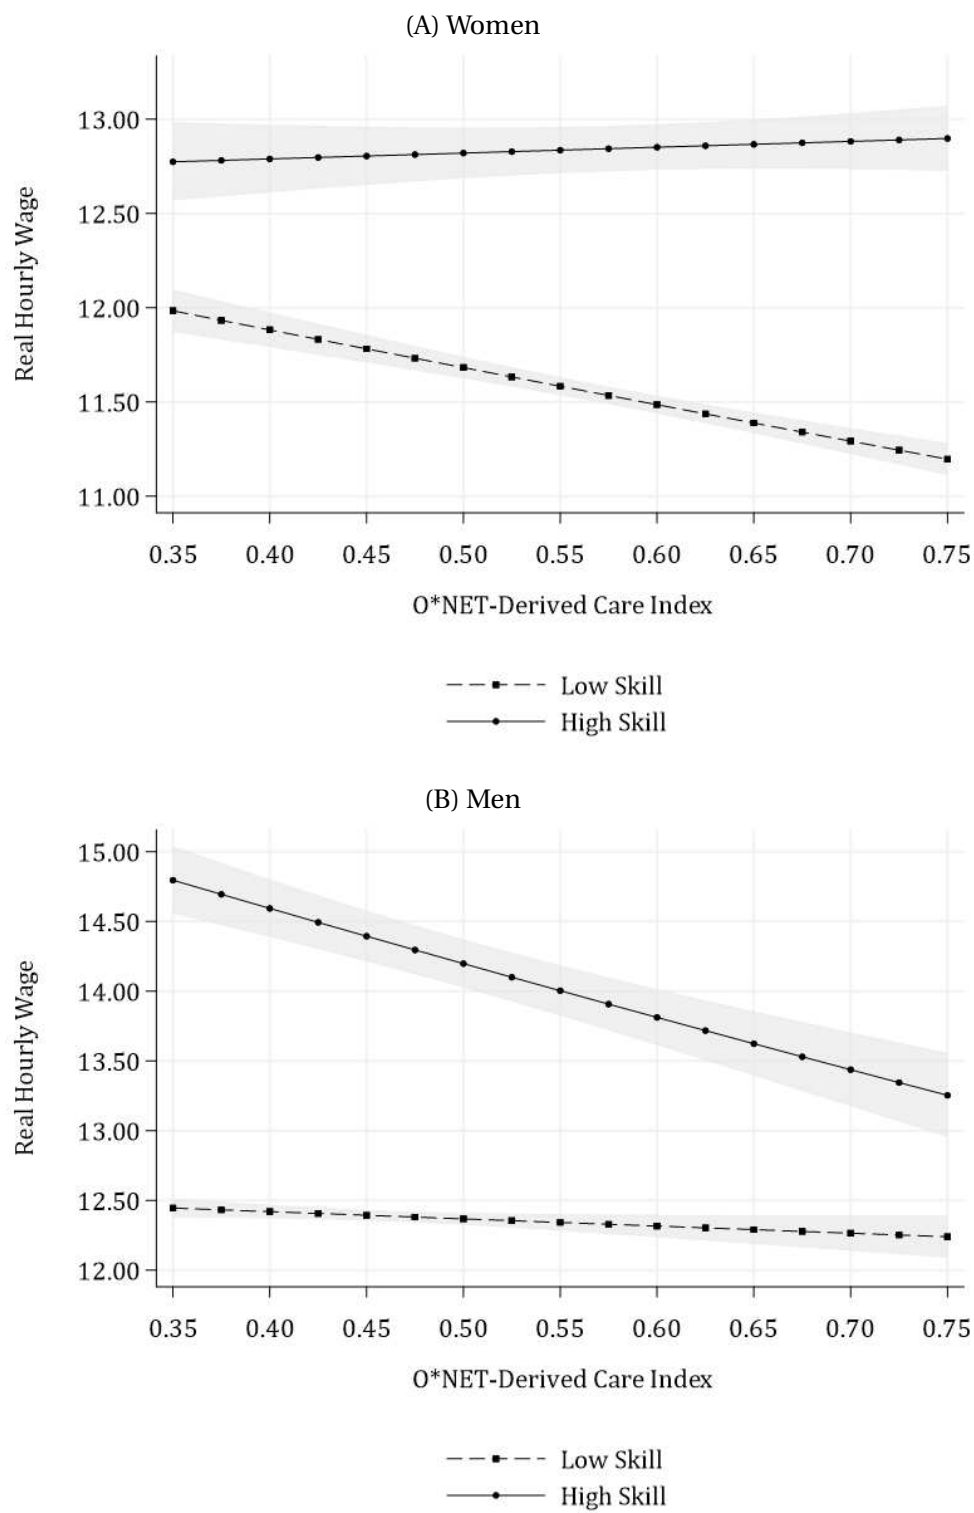 (A) Women
13.00
12.50
12.00
11.50
11.00
Real Hourly Wage
0.35 0.40 0.45 0.50 0.55 0.60 0.65 0.70 0.75
O*NET-Derived Care Index
Low Skill
High Skill
(B) Men
15.00
14.50
14.00
13.50
13.00
12.50
12.00
Real Hourly Wage
0.35 0.40 0.45 0.50 0.55 0.60 0.65 0.70 0.75
O*NET-Derived Care Index
Low Skill
High Skill